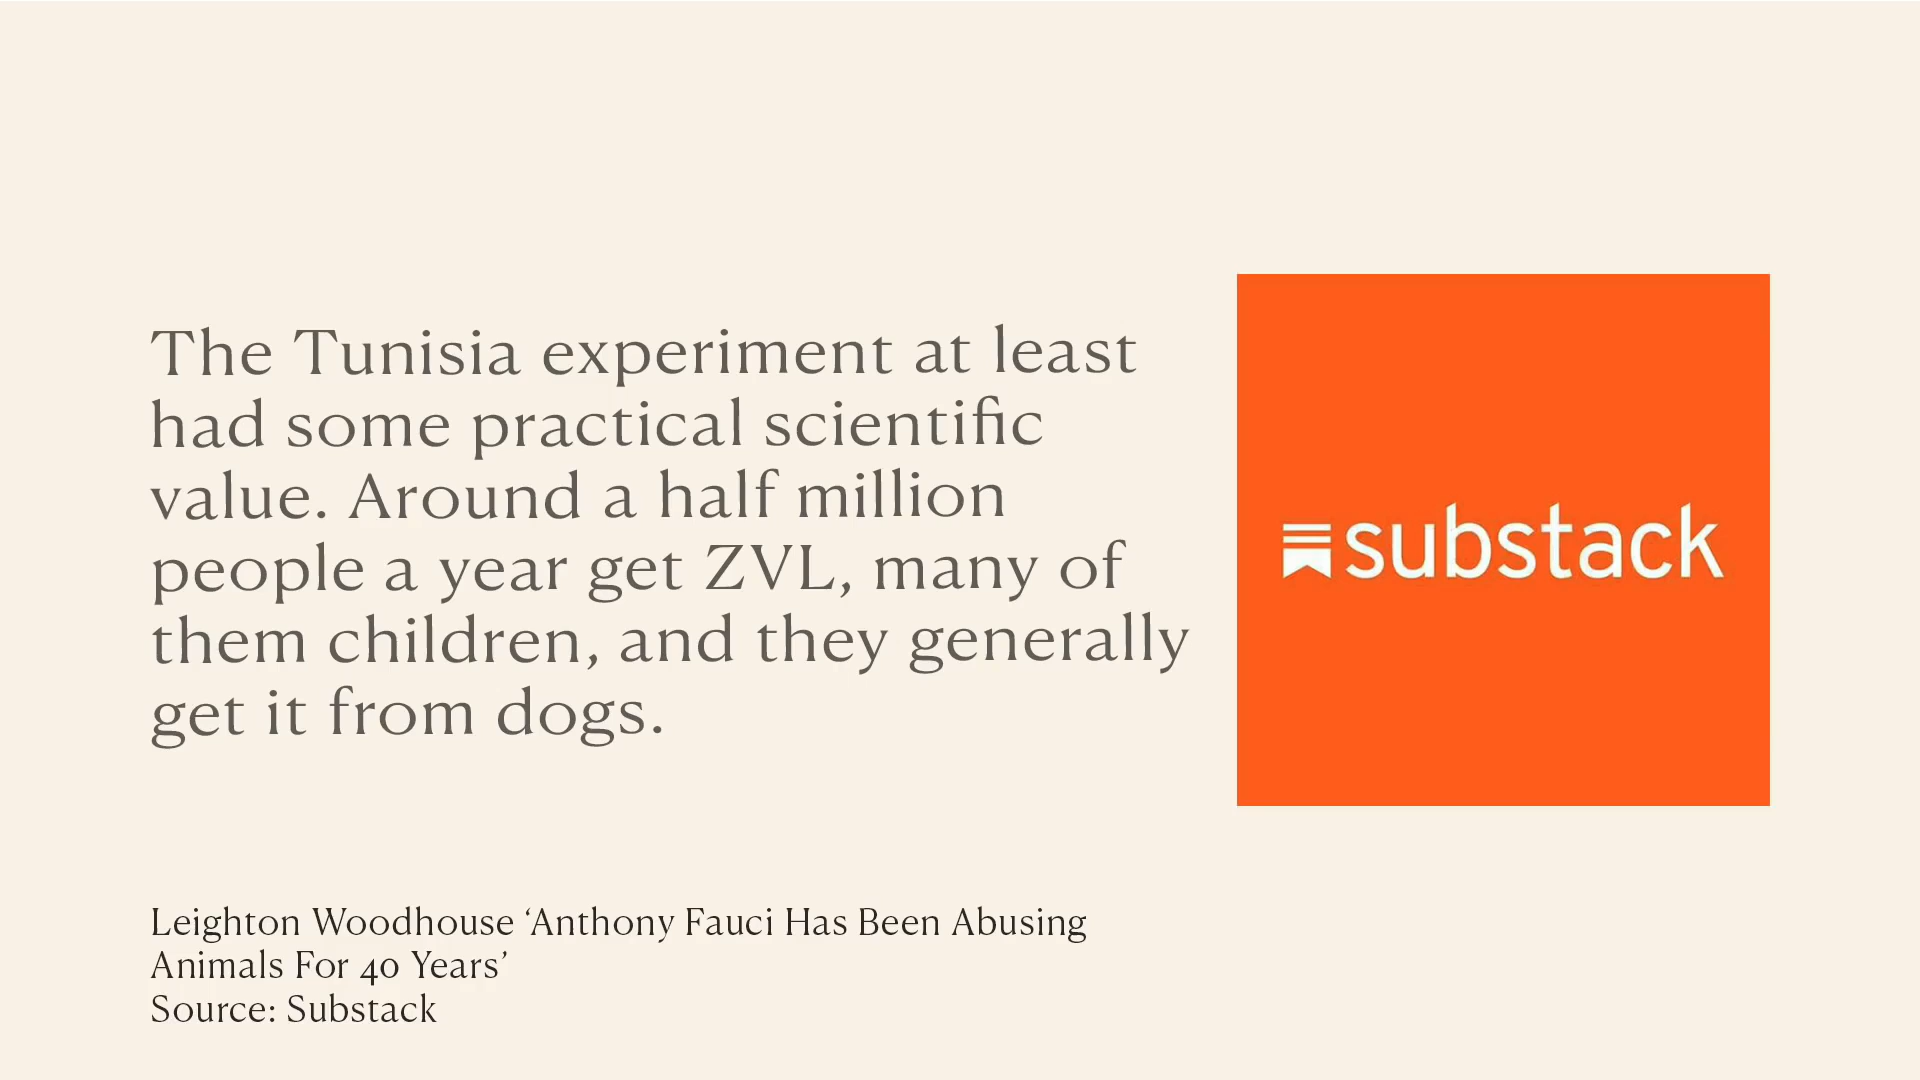 The Tunisia experiment at least
had some practical scientific
value. Around a half million
people a year get ZVL, many of
them children, and they generally
get it from dogs.
substack
Leighton Woodhouse ‘Anthony Fauci Has Been Abusing
Animals For 40 Years’
Source: Substack